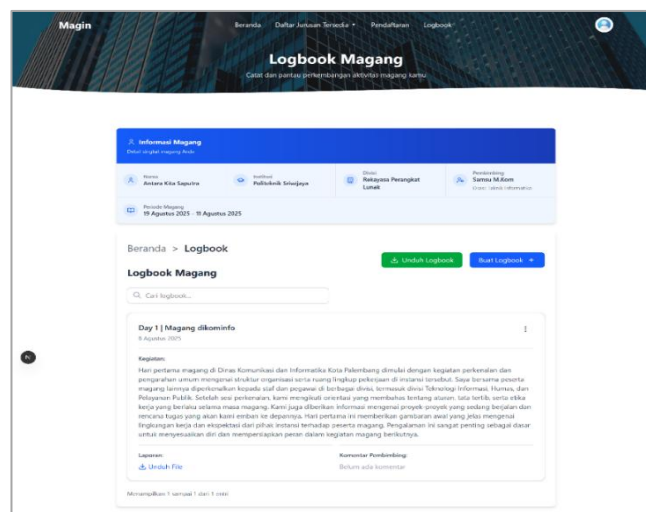 Magin
Beranda Daftar Jurusan Tersedia Pendaftaran Logbook
Logbook Magang
Catat dan pantau perkembangan aktivitas magang kamu
Informasi Magang
Detail singkat magang Anda
Nama
Antara Kita Saputra
Institusi
Politeknik Sriwijaya
Divisi
Rekayasa Perangkat
Lunak
Pembimbing
Samsu M.Kom
Periode Magang
19 Agustus 2025 - 11 Agustus 2025
Beranda > Logbook
Unduh Logbook
Buat Logbook +
Logbook Magang
Cari logbook...
Day 1 | Magang dikominfo
8 Agustus 2025
Kegiatan:
Hari pertama magang di Dinas Komunikasi dan Informatika Kota Palembang dimulai dengan kegiatan perkenalan dan
pengarahan umum mengenai struktur organisasi serta ruang lingkup pekerjaan di instansi tersebut. Saya bersama peserta
magang lainnya diperkenalkan kepada staf dan pegawai di berbagai divisi, termasuk divisi Teknologi Informasi, Humas, dan
Pelayanan Publik. Setelah sesi perkenalan, kami mengikuti orientasi yang membahas tentang aturan, tata tertib, serta etika
kerja yang berlaku selama masa magang. Kami juga diberikan informasi mengenai proyek-proyek yang sedang berjalan dan
rencana tugas yang akan kami emban ke depannya. Hari pertama ini memberikan gambaran awal yang jelas mengenai
lingkungan kerja dan ekspektasi dari pihak instansi terhadap peserta magang. Pengalaman ini sangat penting sebagai dasar
untuk menyesuaikan diri dan mempersiapkan peran dalam kegiatan magang berikutnya.
Laporan:
Unduh File
Komentar Pembimbing:
Belum ada komentar
Menampilkan 1 sampai 1 dari 1 entri